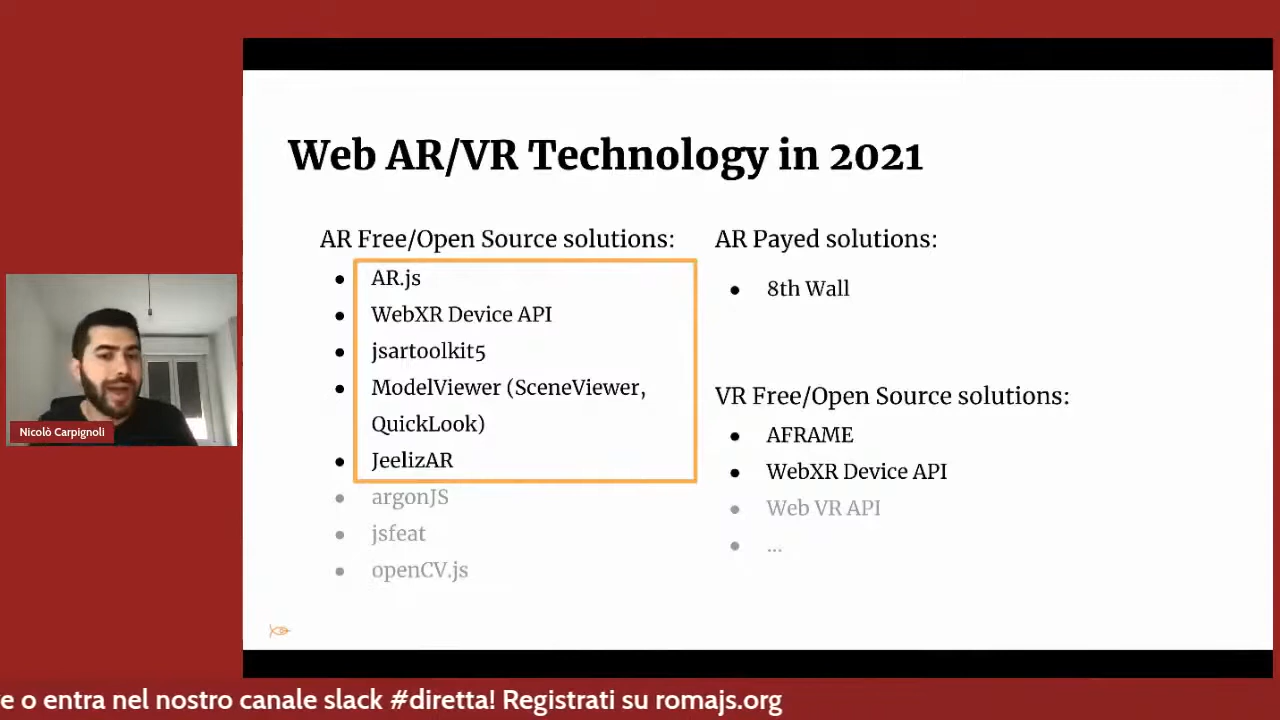 Web AR/VR Technology in 2021
AR Free/Open Source solutions:
● AR.js
● WebXR Device API
● jsartoolkit5
● ModelViewer (SceneViewer,
QuickLook)
● JeelizAR
● argonJS
● jsfeat
● openCV.js
AR Payed solutions:
● 8th Wall
VR Free/Open Source solutions:
● AFRAME
● WebXR Device API
● Web VR API
● ...
Nicolò Carpignoli
e o entra nel nostro canale slack #diretta! Registrati su romajs.org